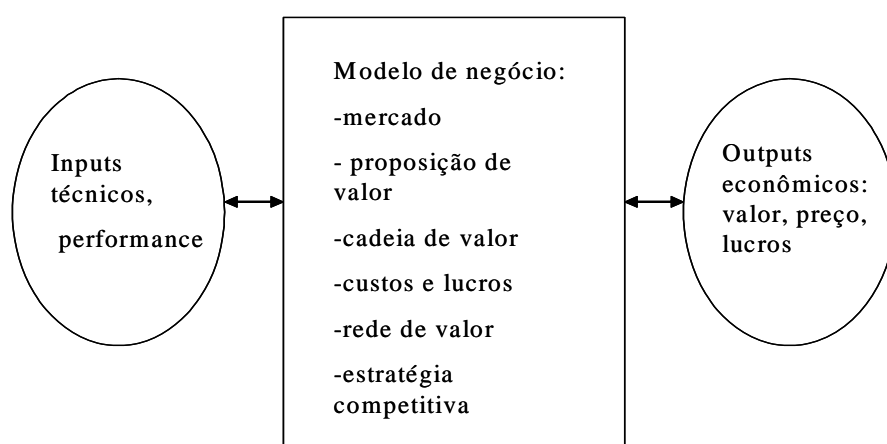 Inputs
técnicos,
performance
Modelo de negócio:
-mercado
- proposição de
valor
-cadeia de valor
-custos e lucros
-rede de valor
-estratégia
competitiva
Outputs
econômicos:
valor, preço,
lucros